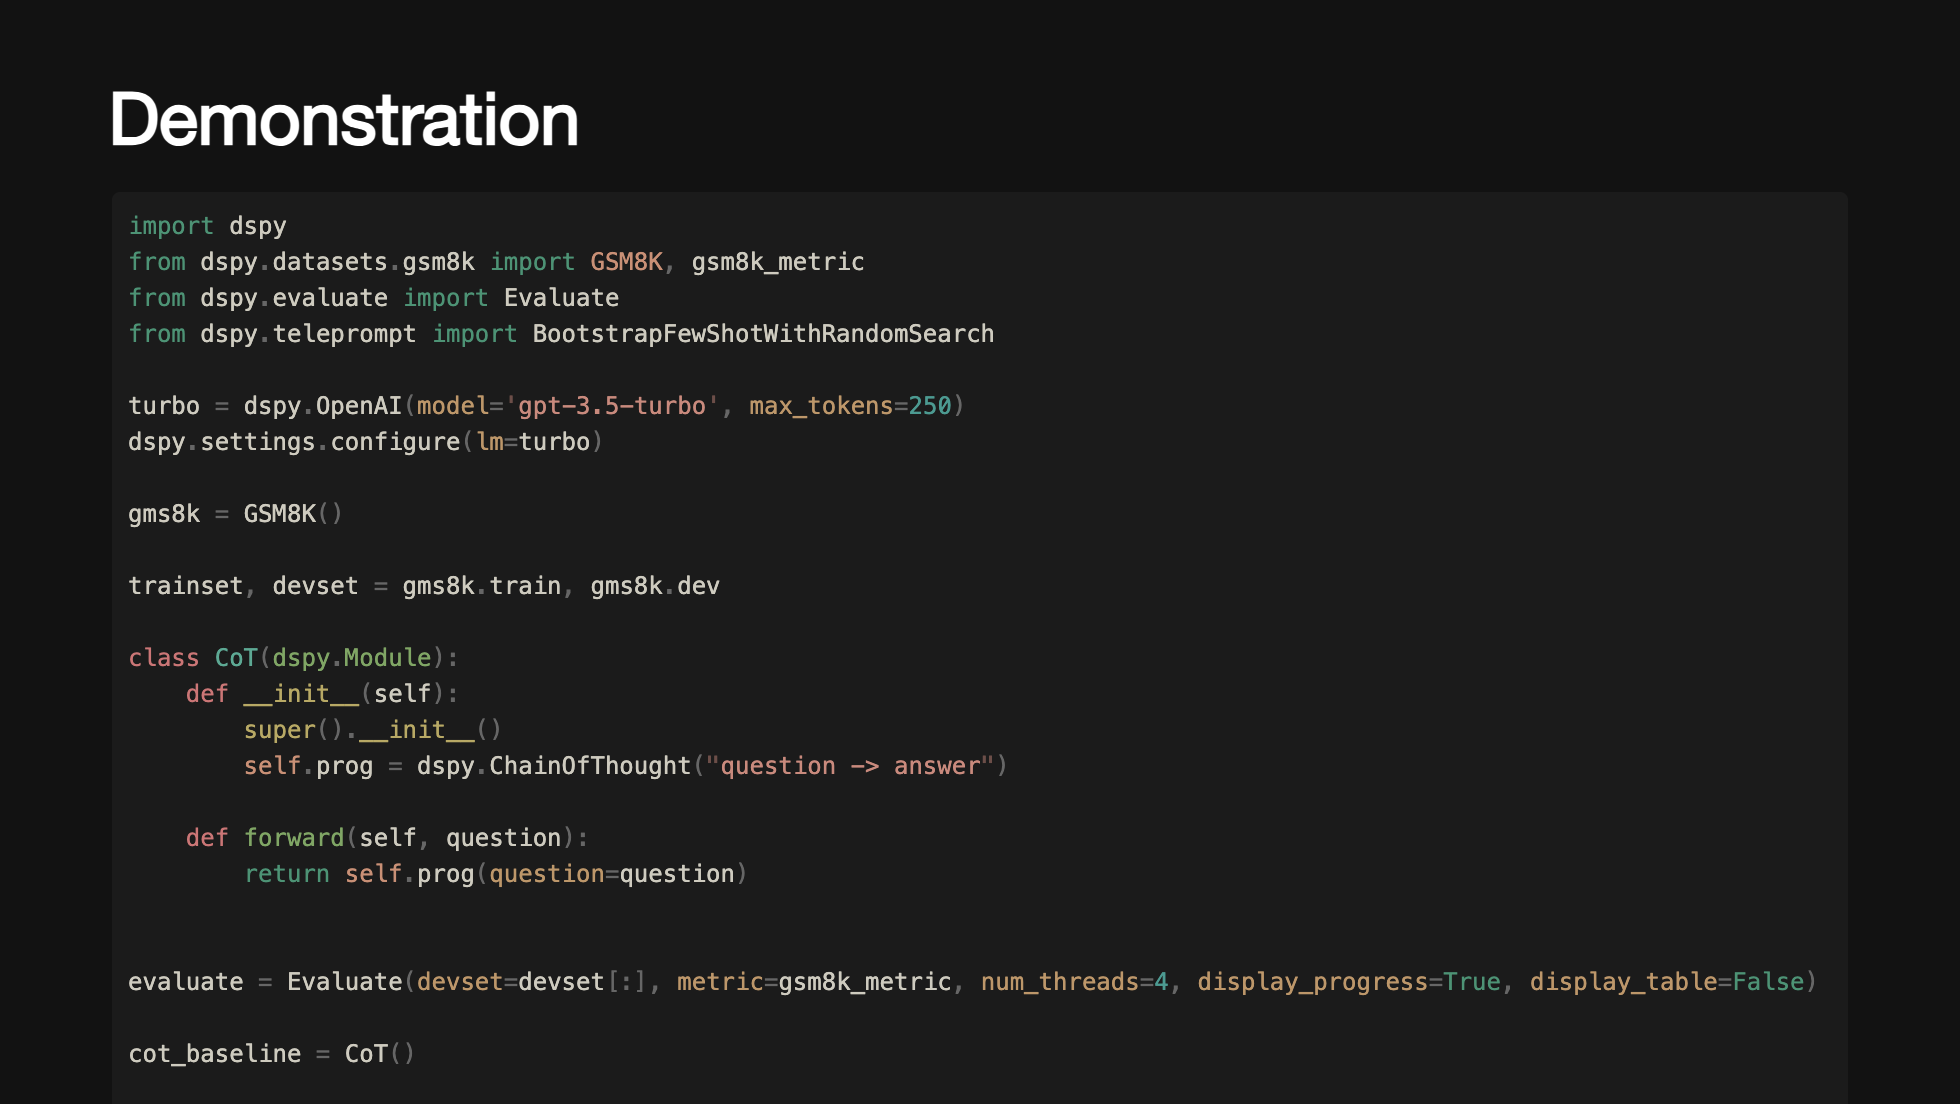 Demonstration
import dspy
from dspy.datasets.gsm8k import GSM8K, gsm8k_metric
from dspy.evaluate import Evaluate
from dspy.teleprompt import BootstrapFewShotWithRandomSearch
turbo = dspy.OpenAI(model='gpt-3.5-turbo', max_tokens=250)
dspy.settings.configure(lm=turbo)
gms8k = GSM8K()
trainset, devset = gms8k.train, gms8k.dev
class CoT(dspy.Module):
    def __init__(self):
        super().__init__()
        self.prog = dspy.ChainOfThought("question -> answer")
    def forward(self, question):
        return self.prog(question=question)
evaluate = Evaluate(devset=devset[:], metric=gsm8k_metric, num_threads=4, display_progress=True, display_table=False)
cot_baseline = CoT()